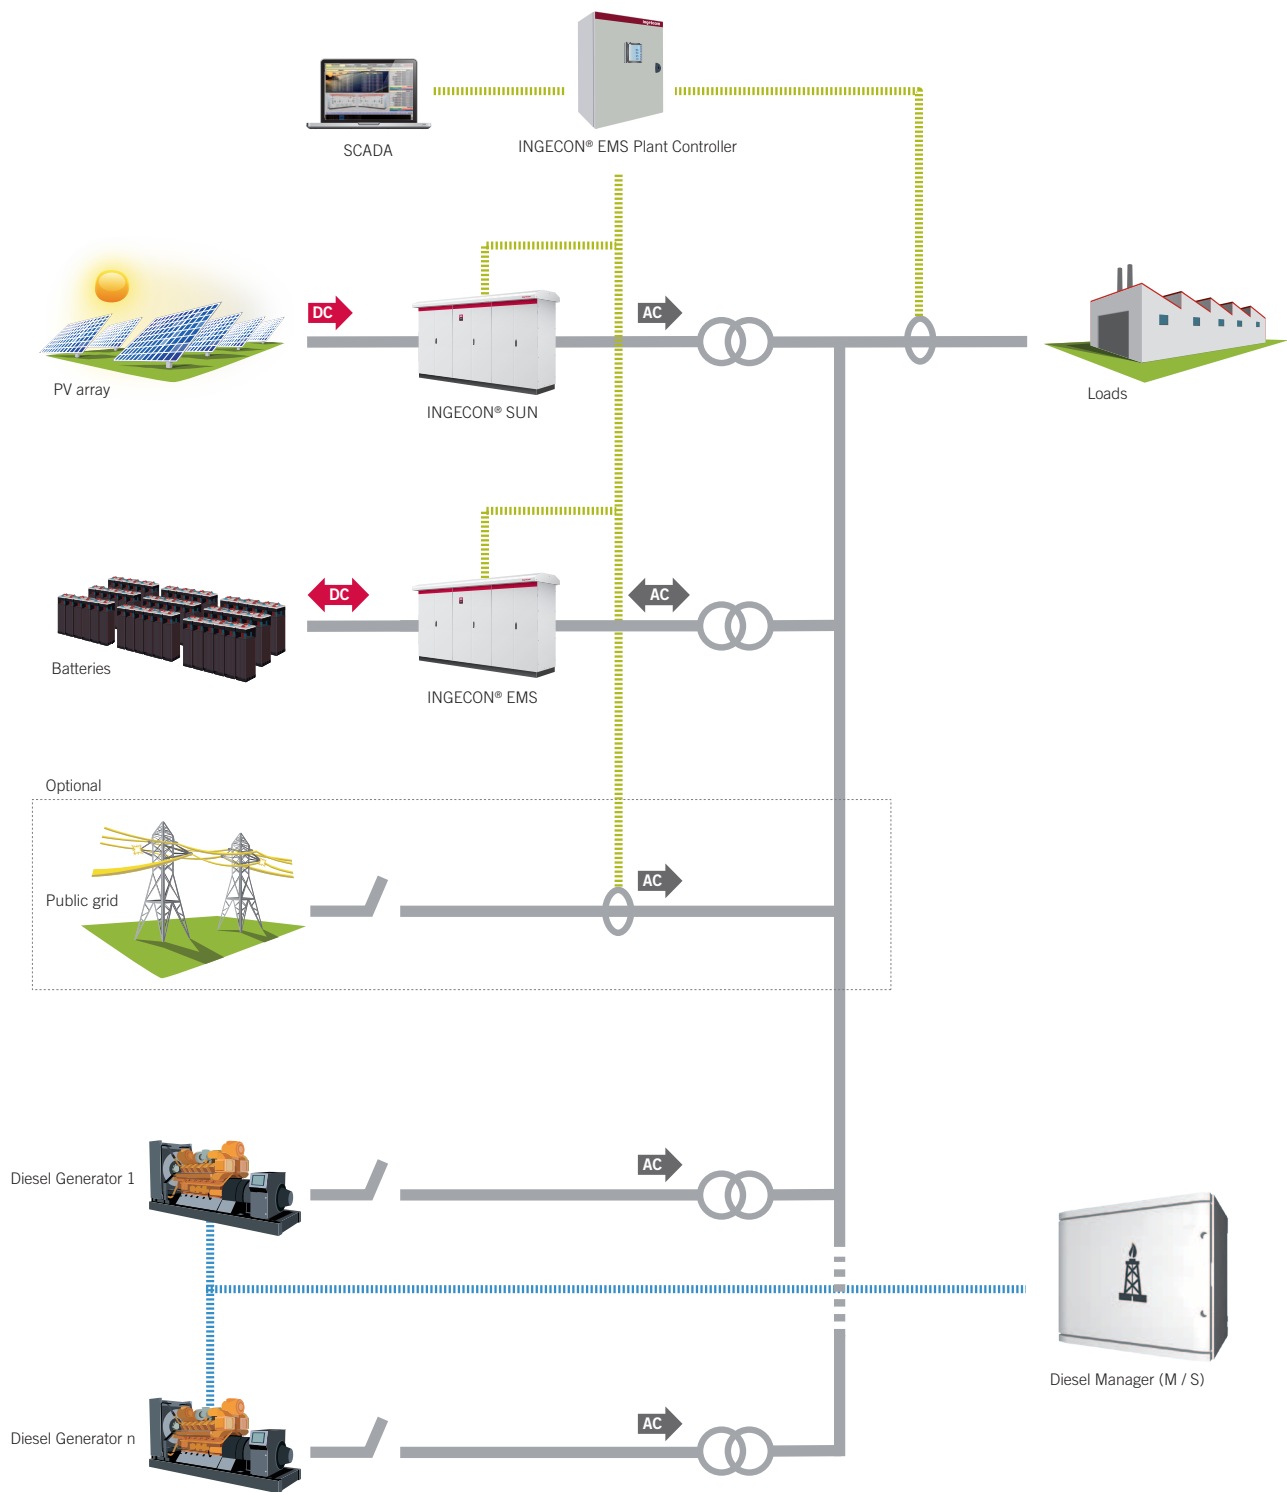 SCADA
INGECON® EMS Plant Controller
DC
AC
PV array
INGECON® SUN
Loads
DC
AC
Batteries
INGECON® EMS
Optional
AC
Public grid
AC
Diesel Generator 1
Diesel Manager (M / S)
AC
Diesel Generator n